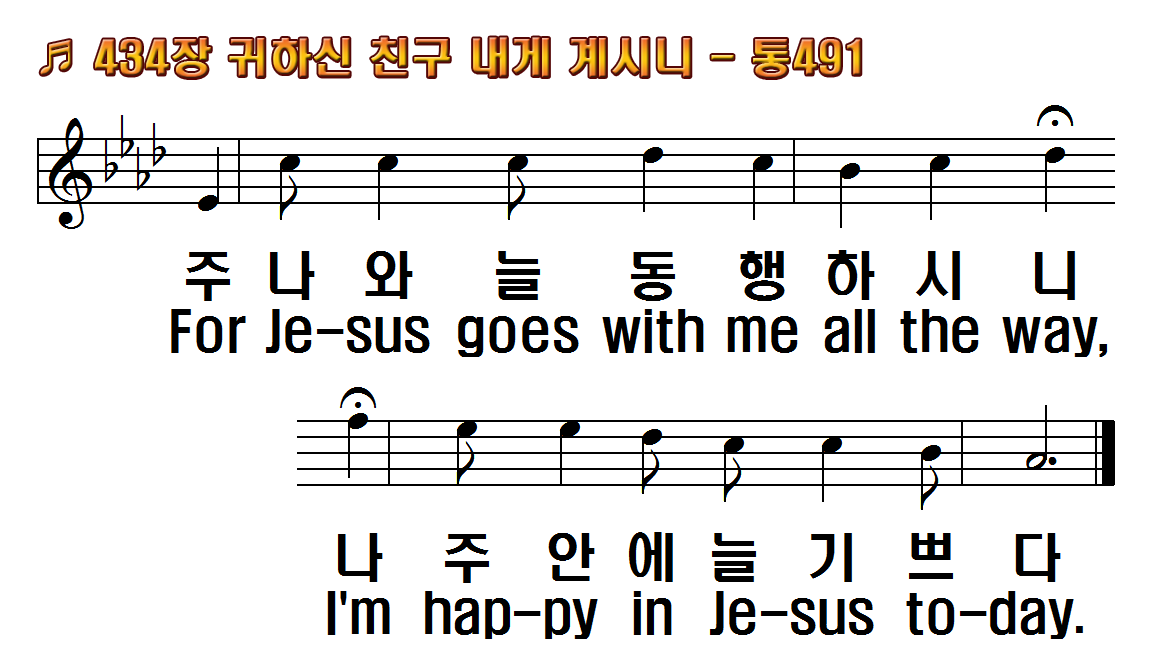 ♬ 434장 귀하신 친구 내게 계시니 - 통491
주 나 와 늘 동 행 하 시 니
For Je-sus goes with me all the way,
나 주 안 에 늘 기 쁘 다
I'm hap-py in Je-sus to-day.